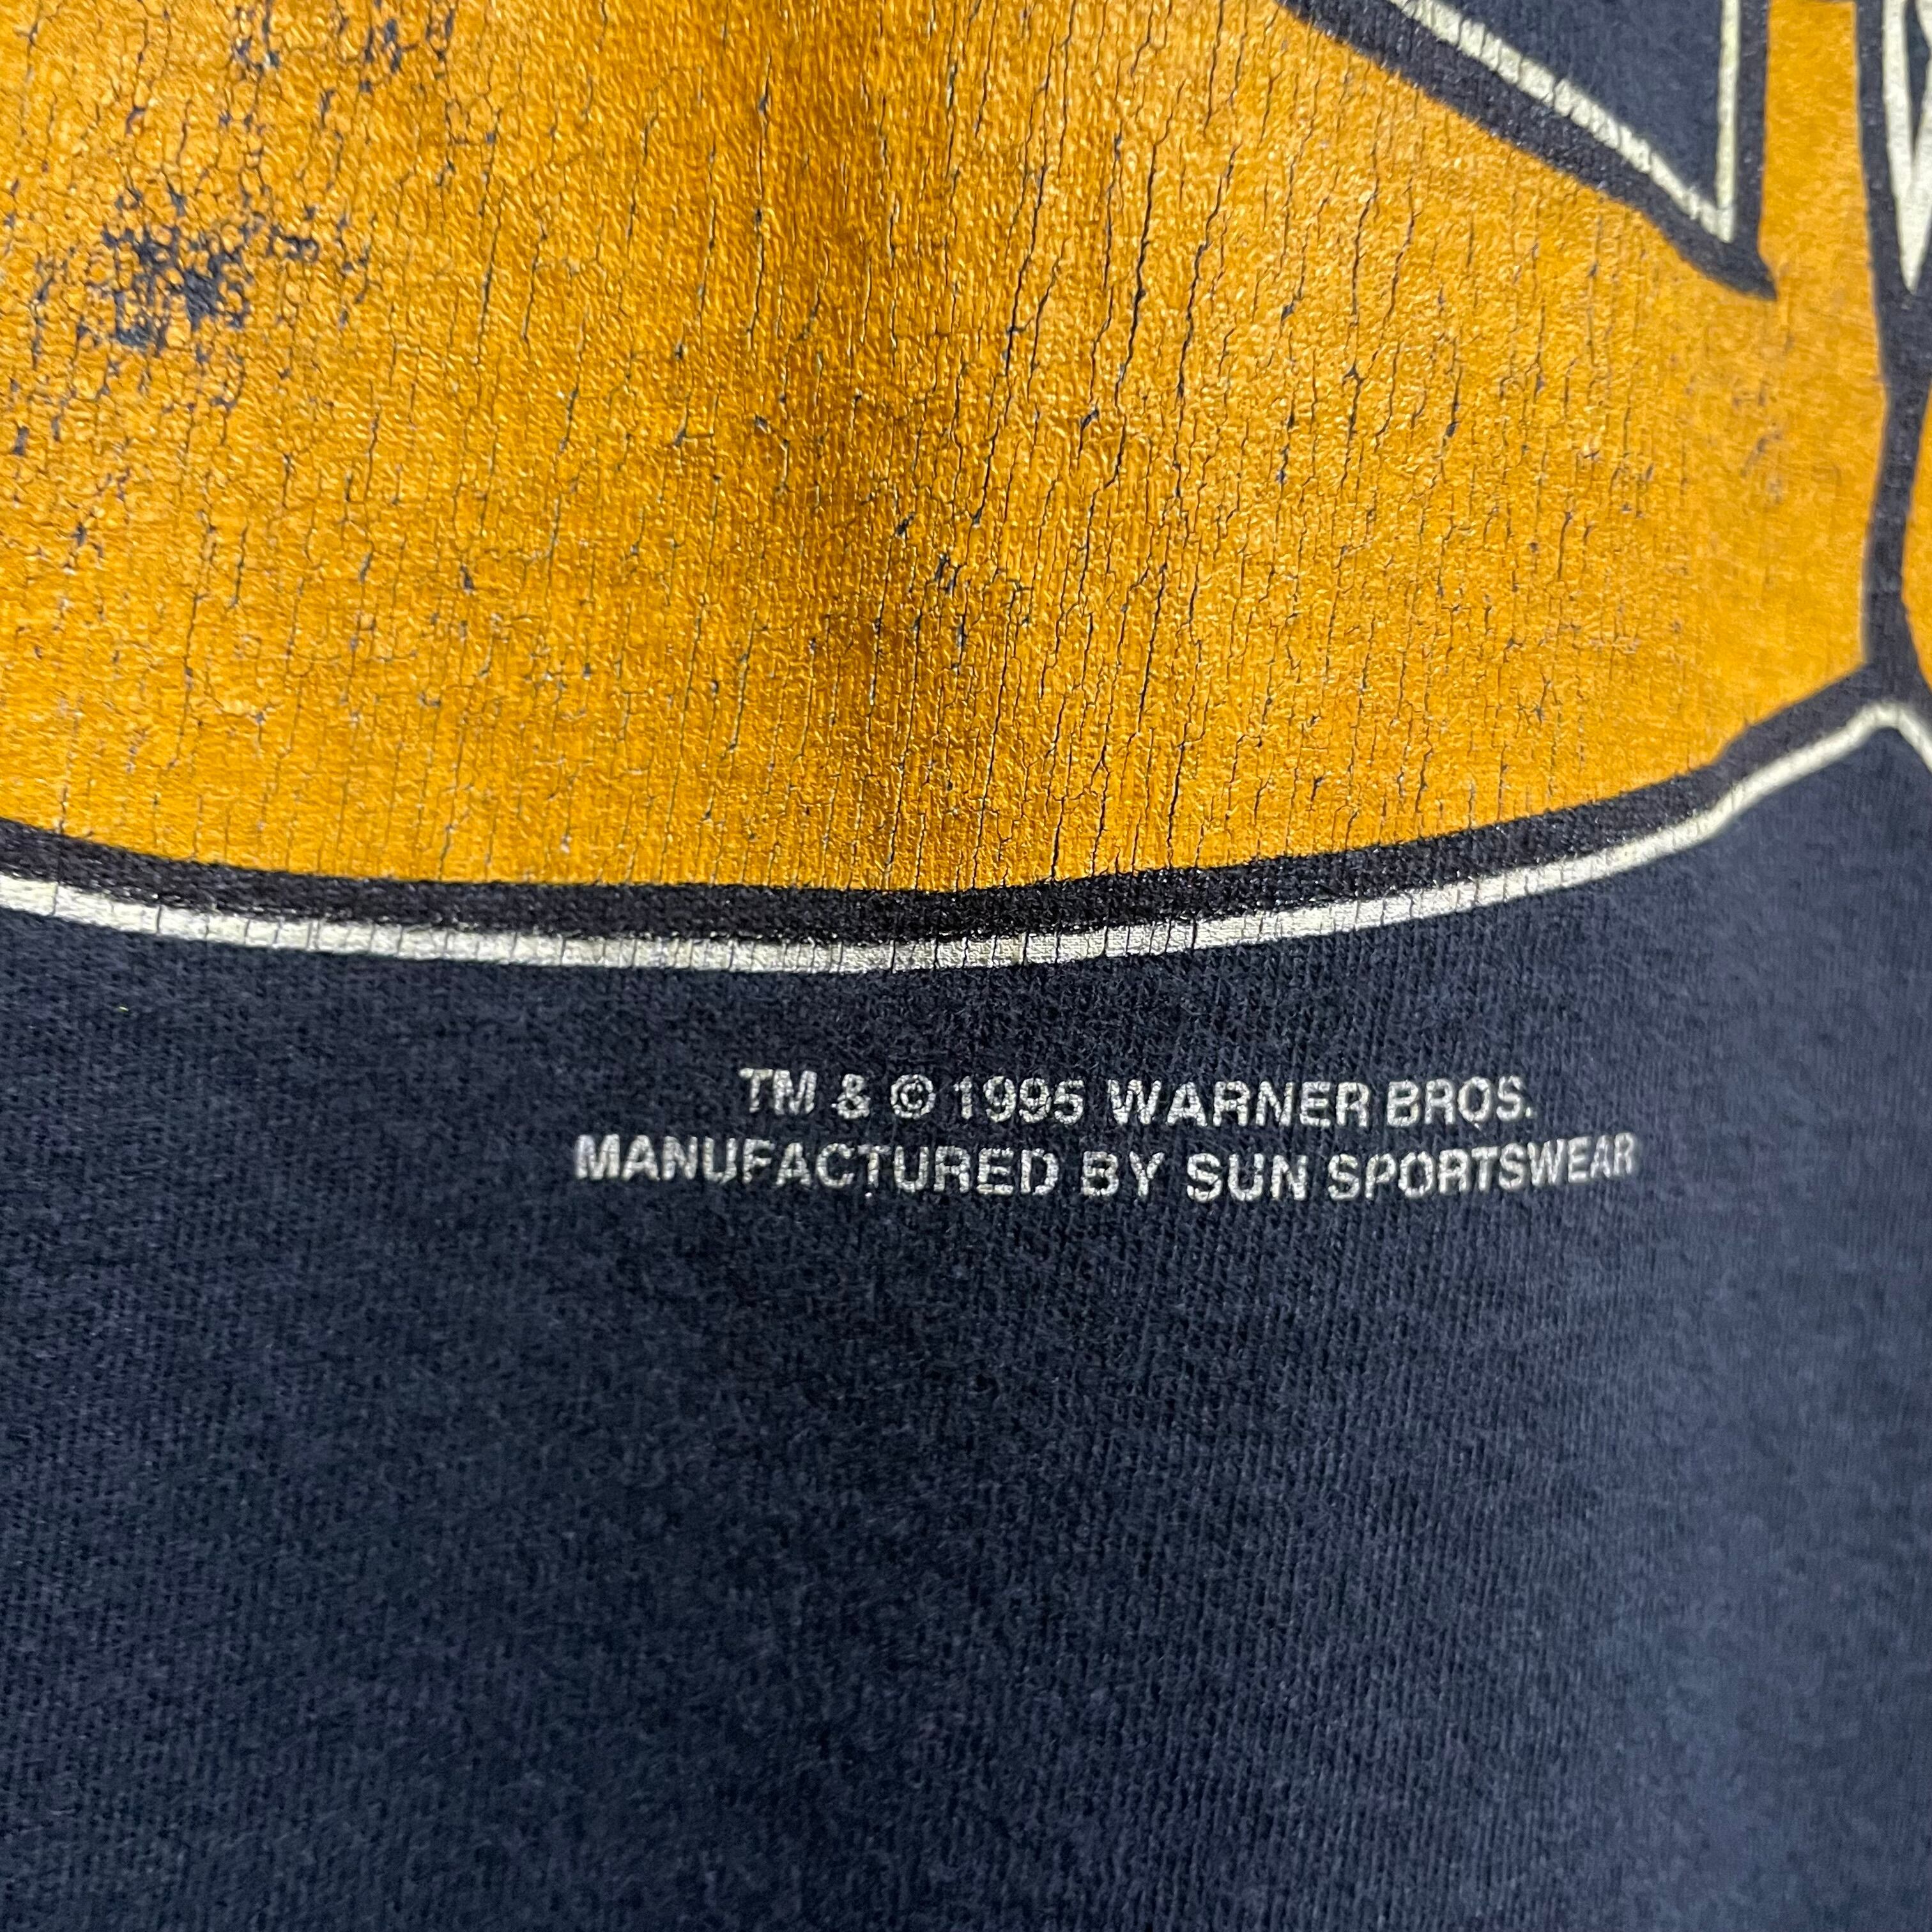 TM & © 1995 WARNER BROS.
MANUFACTURED BY SUN SPORTSWEAR